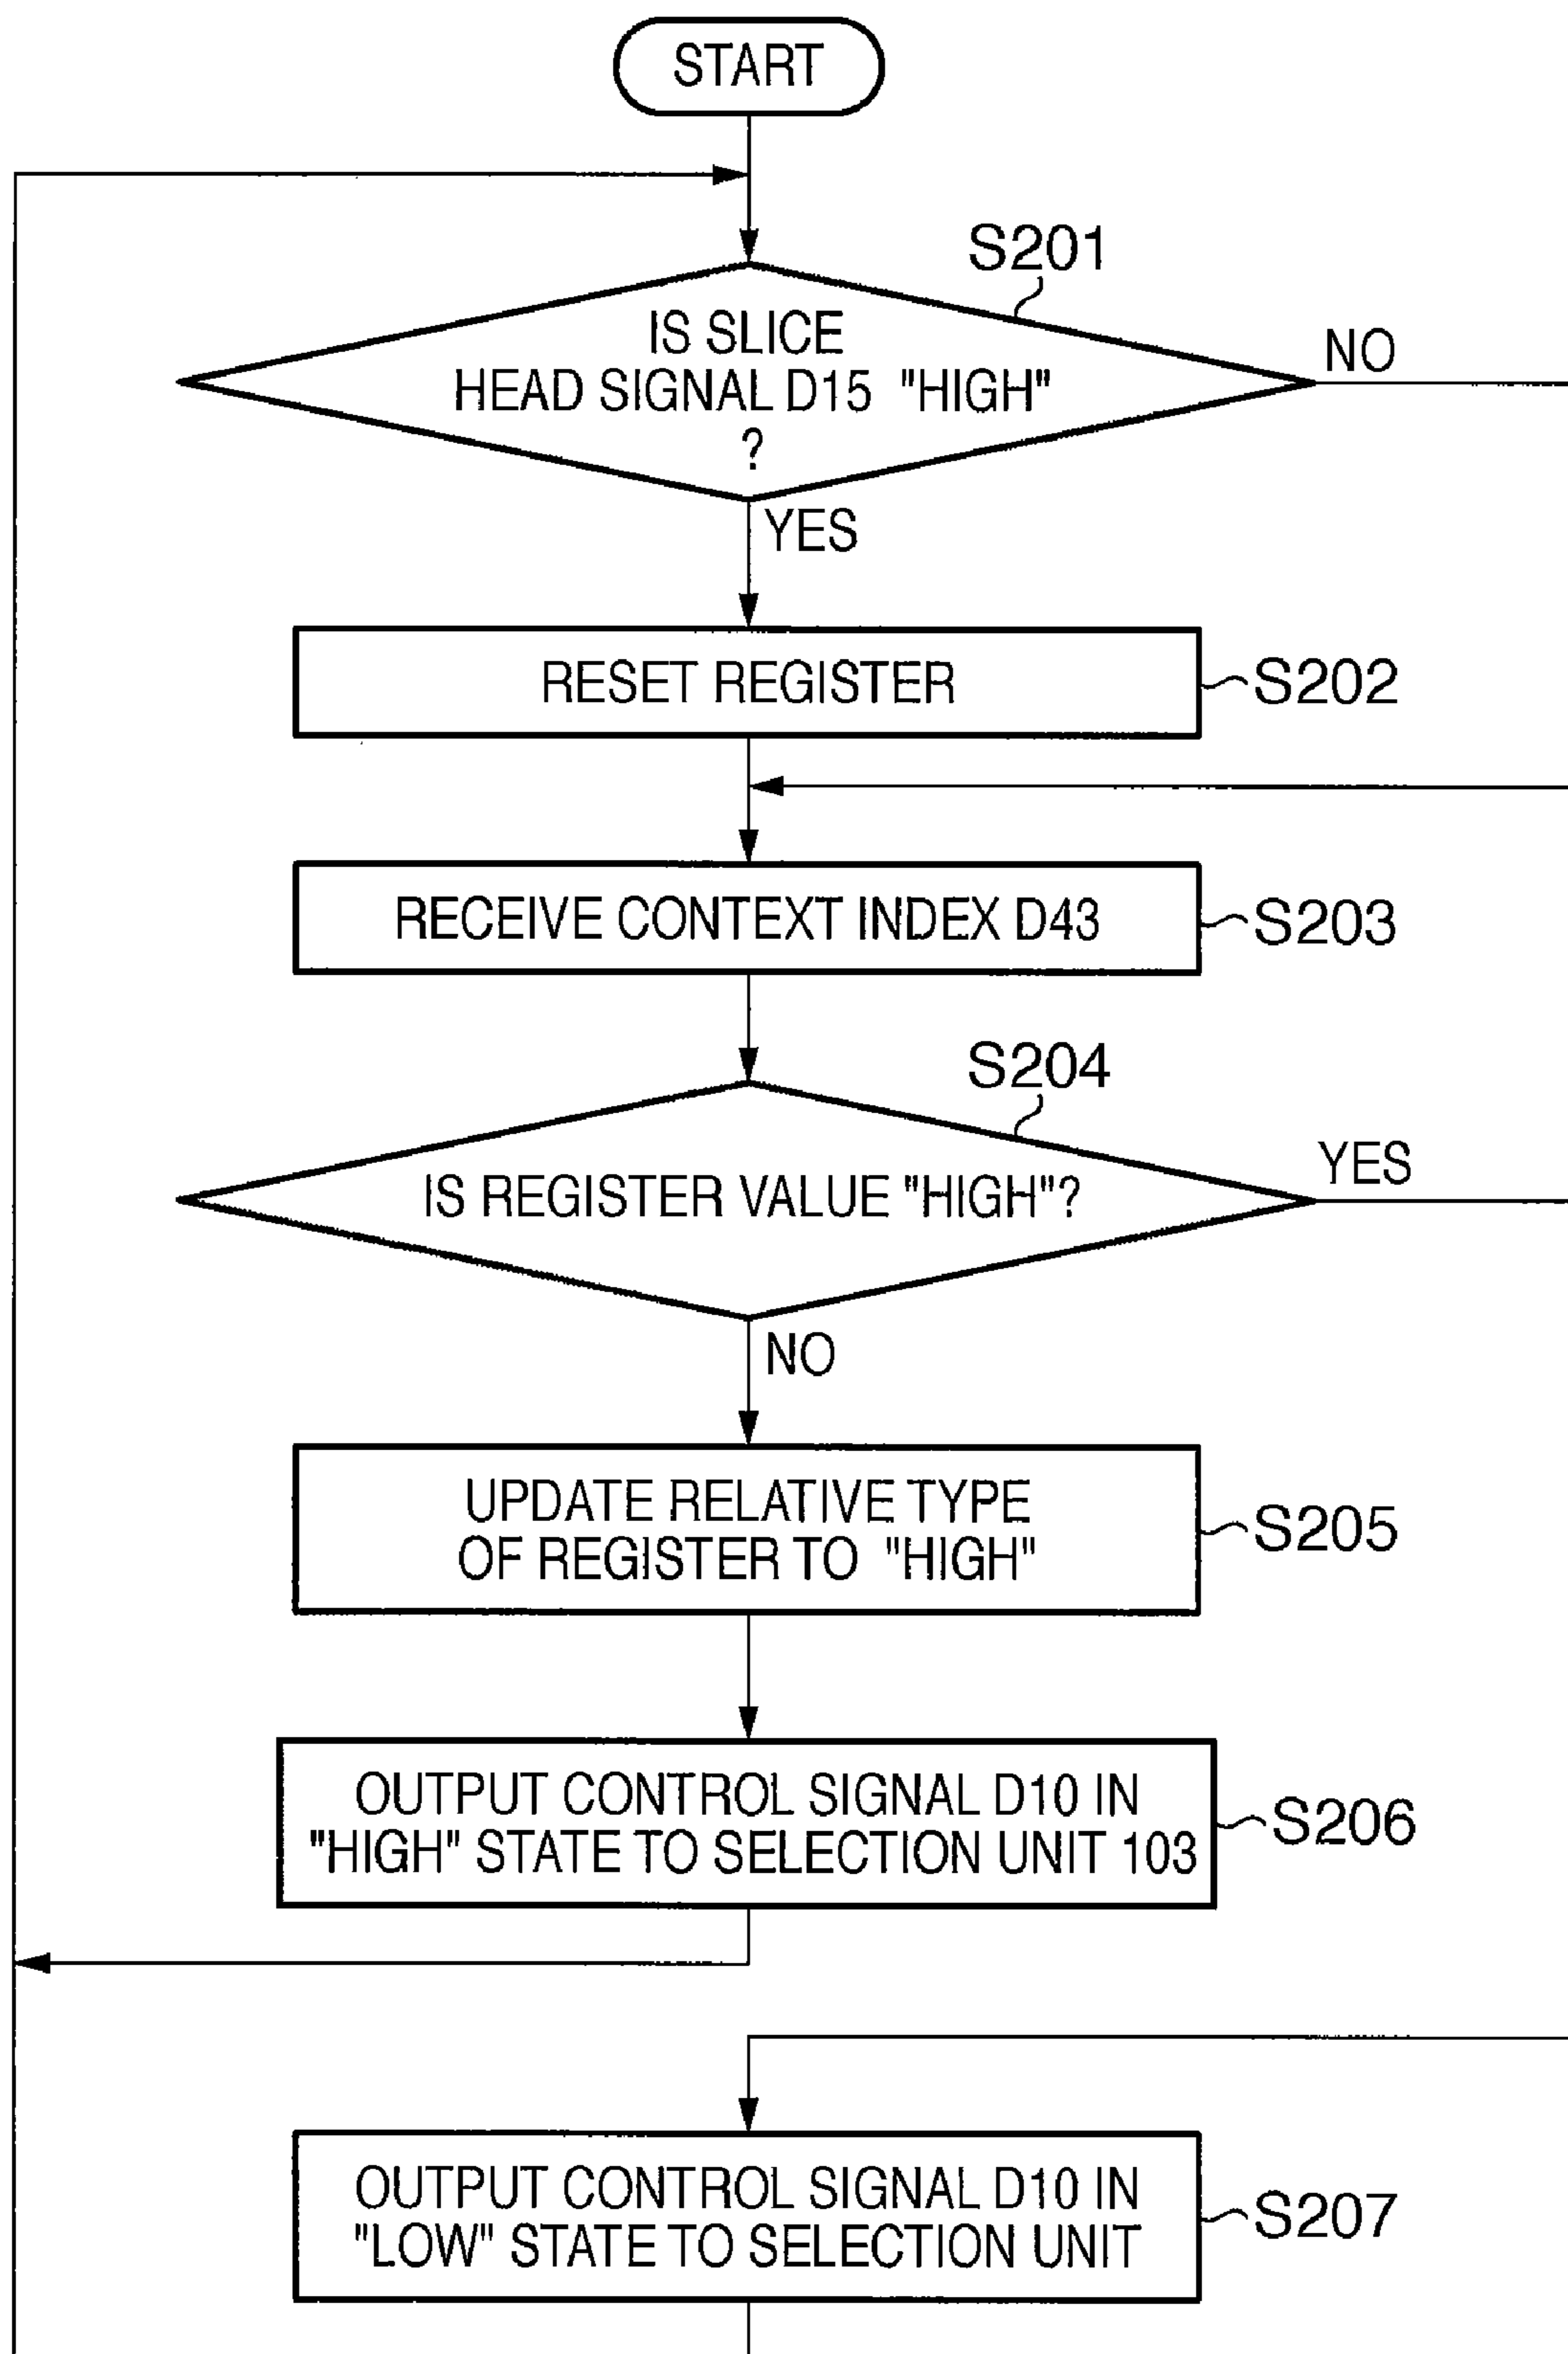 START
S201
IS SLICE
HEAD SIGNAL D15 "HIGH"
?
NO
YES
RESET REGISTER
S202
RECEIVE CONTEXT INDEX D43
S203
S204
IS REGISTER VALUE "HIGH"?
YES
NO
UPDATE RELATIVE TYPE
OF REGISTER TO "HIGH"
S205
OUTPUT CONTROL SIGNAL D10 IN
"HIGH" STATE TO SELECTION UNIT 103
S206
OUTPUT CONTROL SIGNAL D10 IN
"LOW" STATE TO SELECTION UNIT
S207